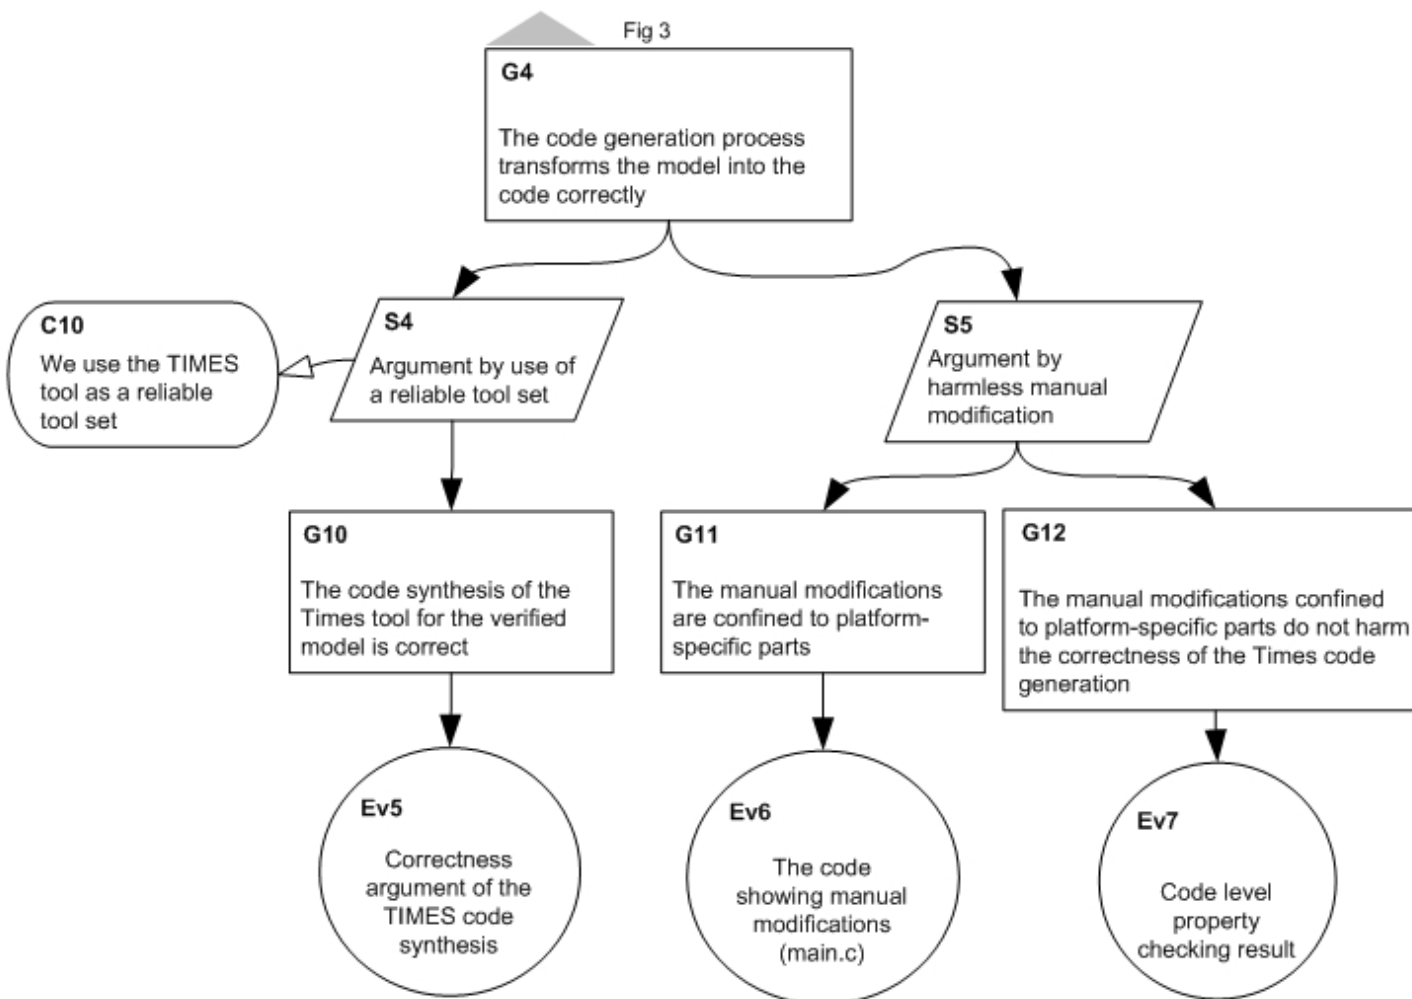 Fig 3
G4
The code generation process
transforms the model into the
code correctly
C10
We use the TIMES
tool as a reliable
tool set
S4
Argument by use of
a reliable tool set
S5
Argument by
harmless manual
modification
G10
The code synthesis of the
Times tool for the verified
model is correct
G11
The manual modifications
are confined to platform-
specific parts
G12
The manual modifications confined
to platform-specific parts do not harm
the correctness of the Times code
generation
Ev5
Correctness
argument of the
TIMES code
synthesis
Ev6
The code
showing manual
modifications
(main.c)
Ev7
Code level
property
checking result